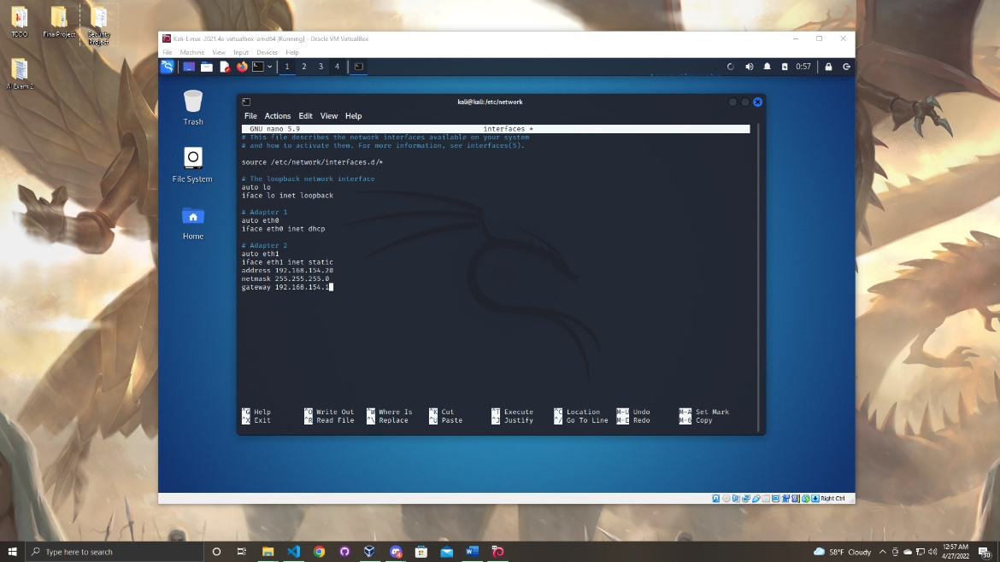 TODO
Fina Project
Security
Project
AI Exam 2
Kali-Linux-2021.4a-virtualbox-amd64 [Running] - Oracle VM VirtualBox
File Machine View Input Devices Help
1 2 3 4
0:57
Trash
File System
Home
kali@kali: /etc/network
File Actions Edit View Help
GNU nano 5.9 interfaces *
# This file describes the network interfaces available on your system
# and how to activate them. For more information, see interfaces(5).
source /etc/network/interfaces.d/*
# The loopback network interface
auto lo
iface lo inet loopback
# Adapter 1
auto eth0
iface eth0 inet dhcp
# Adapter 2
auto eth1
iface eth1 inet static
address 192.168.154.20
netmask 255.255.255.0
gateway 192.168.154.1
^G Help ^O Write Out ^W Where Is ^K Cut ^T Execute ^C Location M-U Undo M-A Set Mark
^X Exit ^R Read File ^\ Replace ^U Paste ^J Justify ^/ Go To Line M-E Redo M-6 Copy
Right Ctrl
Type here to search
58°F Cloudy
12:57 AM
4/27/2022
30